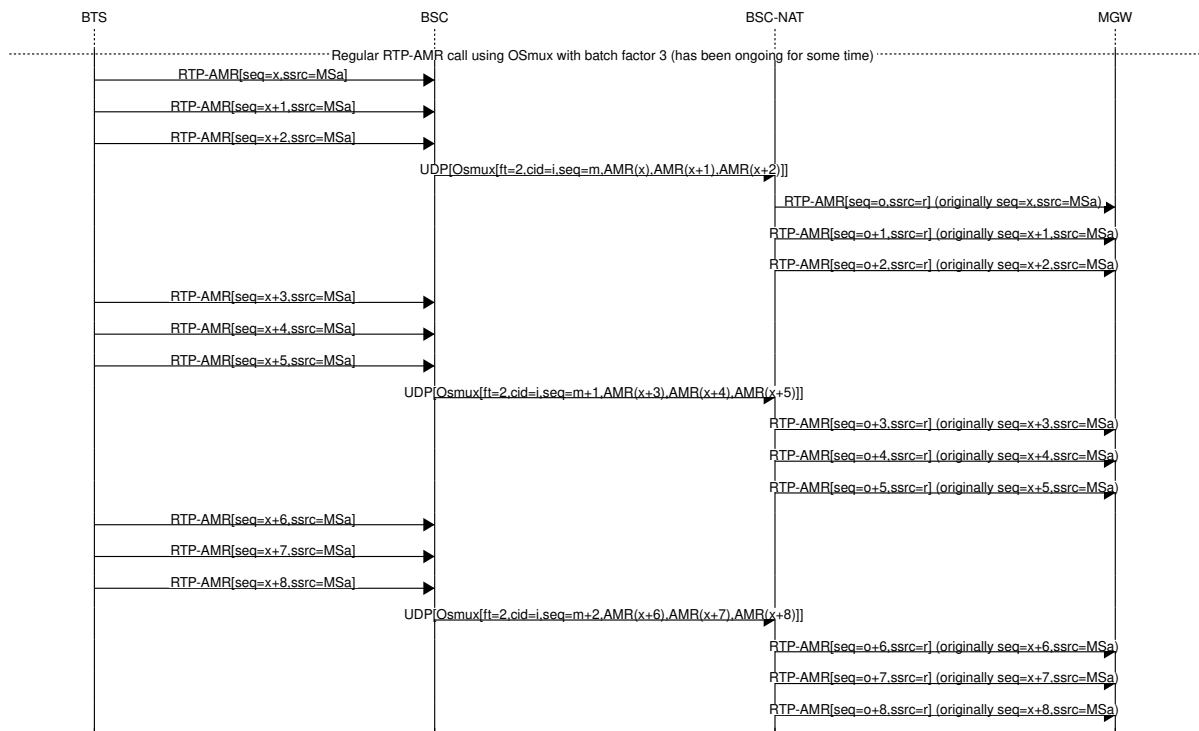 BTS BSC BSC-NAT MGW
Regular RTP-AMR call using OSmux with batch factor 3 (has been ongoing for some time)
RTP-AMR[seq=x,ssrc=MSa]
RTP-AMR[seq=x+1,ssrc=MSa]
RTP-AMR[seq=x+2,ssrc=MSa]
UDP[Osmux[ft=2,cid=i,seq=m,AMR(x),AMR(x+1),AMR(x+2)]]
RTP-AMR[seq=o,ssrc=r] (originally seq=x,ssrc=MSa)
RTP-AMR[seq=o+1,ssrc=r] (originally seq=x+1,ssrc=MSa)
RTP-AMR[seq=o+2,ssrc=r] (originally seq=x+2,ssrc=MSa)
RTP-AMR[seq=x+3,ssrc=MSa]
RTP-AMR[seq=x+4,ssrc=MSa]
RTP-AMR[seq=x+5,ssrc=MSa]
UDP[Osmux[ft=2,cid=i,seq=m+1,AMR(x+3),AMR(x+4),AMR(x+5)]]
RTP-AMR[seq=o+3,ssrc=r] (originally seq=x+3,ssrc=MSa)
RTP-AMR[seq=o+4,ssrc=r] (originally seq=x+4,ssrc=MSa)
RTP-AMR[seq=o+5,ssrc=r] (originally seq=x+5,ssrc=MSa)
RTP-AMR[seq=x+6,ssrc=MSa]
RTP-AMR[seq=x+7,ssrc=MSa]
RTP-AMR[seq=x+8,ssrc=MSa]
UDP[Osmux[ft=2,cid=i,seq=m+2,AMR(x+6),AMR(x+7),AMR(x+8)]]
RTP-AMR[seq=o+6,ssrc=r] (originally seq=x+6,ssrc=MSa)
RTP-AMR[seq=o+7,ssrc=r] (originally seq=x+7,ssrc=MSa)
RTP-AMR[seq=o+8,ssrc=r] (originally seq=x+8,ssrc=MSa)